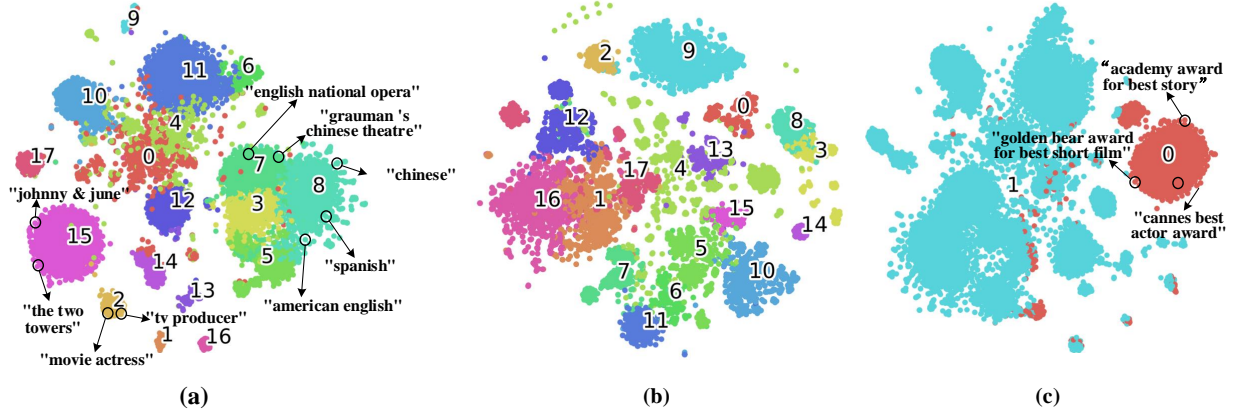 9
11
6
10
"english national opera"
"grauman 's
chinese theatre"
4
0
17
7
8
"chinese"
"johnny & june"
12
3
15
14
5
"spanish"
13
"american english"
2
"the two
towers"
"tv producer"
1
16
"movie actress"
(a)
2
9
0
12
8
13
3
4
17
16
1
15
14
5
7
10
6
11
(b)
“academy award
for best story”
"golden bear award
for best short film"
0
1
"cannes best
actor award"
(c)